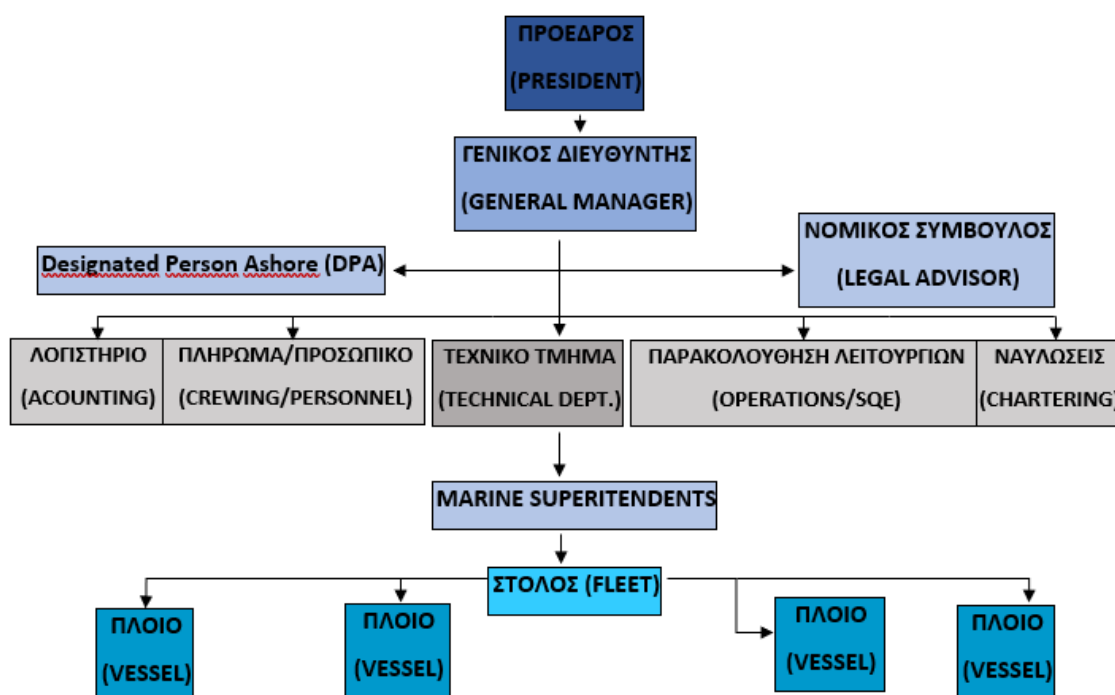 ΠΡΟΕΔΡΟΣ
(PRESIDENT)
ΓΕΝΙΚΟΣ ΔΙΕΥΘΥΝΤΗΣ
(GENERAL MANAGER)
Designated Person Ashore (DPA)
ΝΟΜΙΚΟΣ ΣΥΜΒΟΥΛΟΣ
(LEGAL ADVISOR)
ΛΟΓΙΣΤΗΡΙΟ
(ACOUNTING)
ΠΛΗΡΩΜΑ/ΠΡΟΣΩΠΙΚΟ
(CREWING/PERSONNEL)
ΤΕΧΝΙΚΟ ΤΜΗΜΑ
(TECHNICAL DEPT.)
ΠΑΡΑΚΟΛΟΥΘΗΣΗ ΛΕΙΤΟΥΡΓΙΩΝ
(OPERATIONS/SQE)
ΝΑΥΛΩΣΕΙΣ
(CHARTERING)
MARINE SUPERITENDENTS
ΣΤΟΛΟΣ (FLEET)
ΠΛΟΙΟ
(VESSEL)
ΠΛΟΙΟ
(VESSEL)
ΠΛΟΙΟ
(VESSEL)
ΠΛΟΙΟ
(VESSEL)